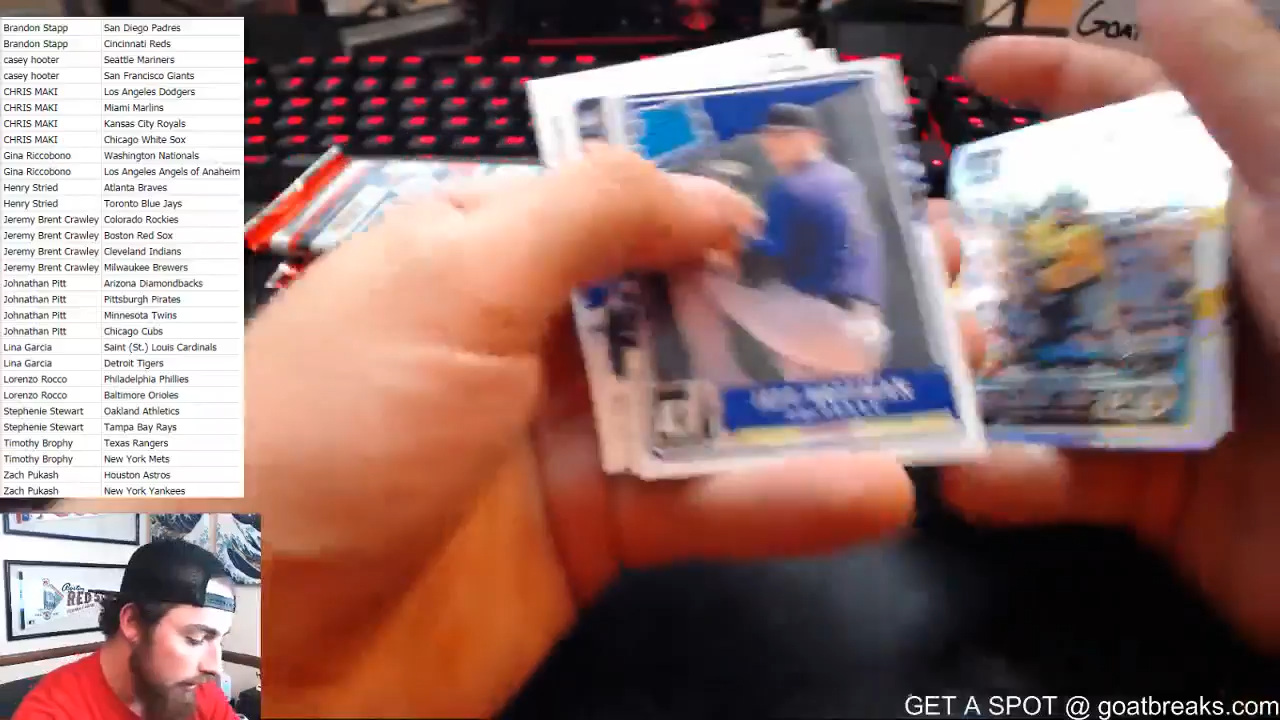 Brandon Stapp San Diego Padres
Brandon Stapp Cincinnati Reds
casey hooter Seattle Mariners
casey hooter San Francisco Giants
CHRIS MAKI Los Angeles Dodgers
CHRIS MAKI Miami Marlins
CHRIS MAKI Kansas City Royals
CHRIS MAKI Chicago White Sox
Gina Riccobono Washington Nationals
Gina Riccobono Los Angeles Angels of Anaheim
Henry Stried Atlanta Braves
Henry Stried Toronto Blue Jays
Jeremy Brent Crawley Colorado Rockies
Jeremy Brent Crawley Boston Red Sox
Jeremy Brent Crawley Cleveland Indians
Jeremy Brent Crawley Milwaukee Brewers
Johnathan Pitt Arizona Diamondbacks
Johnathan Pitt Pittsburgh Pirates
Johnathan Pitt Minnesota Twins
Johnathan Pitt Chicago Cubs
Lina Garcia Saint (St.) Louis Cardinals
Lina Garcia Detroit Tigers
Lorenzo Rocco Philadelphia Phillies
Lorenzo Rocco Baltimore Orioles
Stephenie Stewart Oakland Athletics
Stephenie Stewart Tampa Bay Rays
Timothy Brophy Texas Rangers
Timothy Brophy New York Mets
Zach Pukash Houston Astros
Zach Pukash New York Yankees
GOAT
Boston
RED
GET A SPOT @ goatbreaks.com